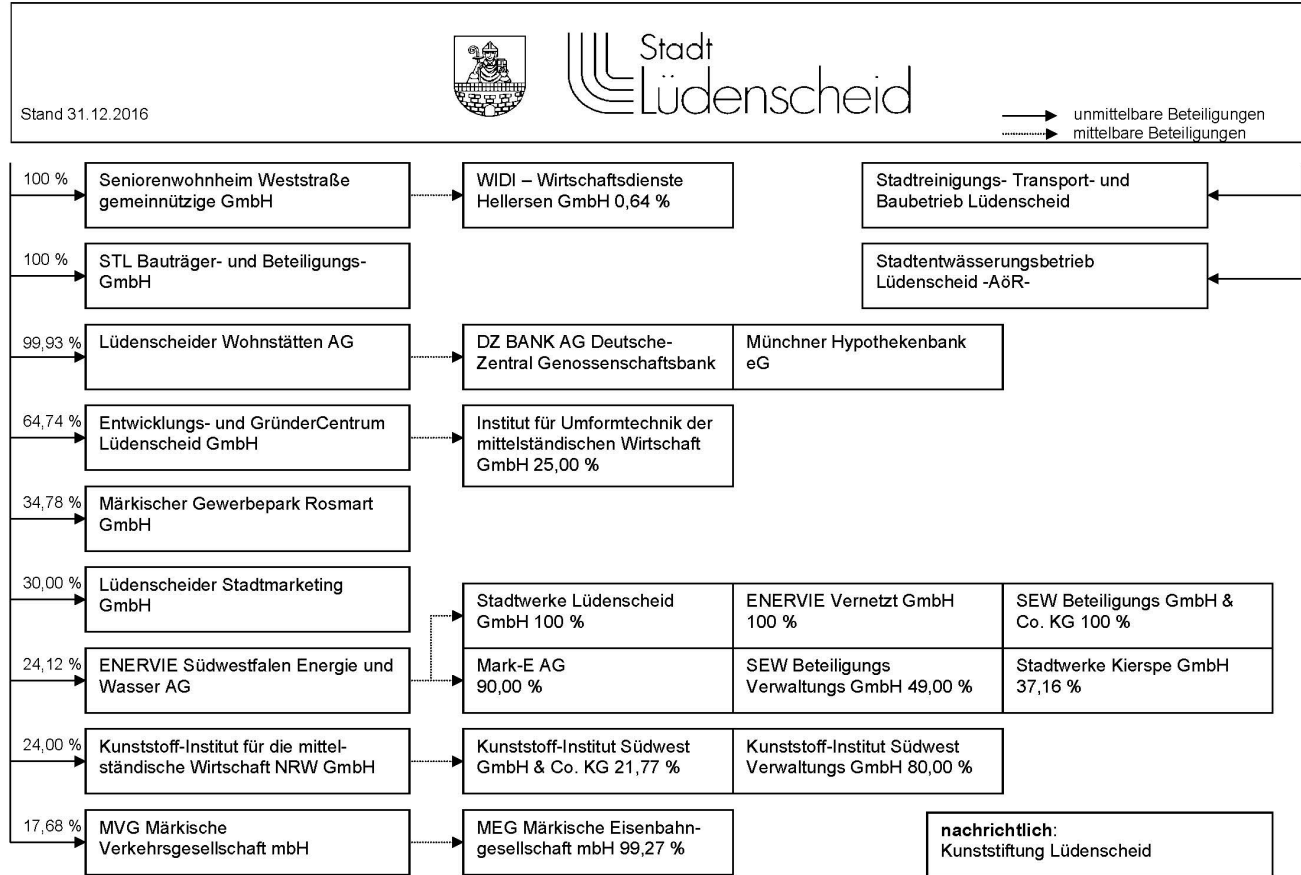 Stadt
Lüdenscheid
Stand 31.12.2016
unmittelbare Beteiligungen
mittelbare Beteiligungen
100 %
Seniorenwohnheim Weststraße
gemeinnützige GmbH
WIDI – Wirtschaftsdienste
Hellersen GmbH 0,64 %
Stadtreinigungs- Transport- und
Baubetrieb Lüdenscheid
100 %
STL Bauträger- und Beteiligungs-
GmbH
Stadtentwässerungsbetrieb
Lüdenscheid -AöR-
99,93 %
Lüdenscheider Wohnstätten AG
DZ BANK AG Deutsche-
Zentral Genossenschaftsbank
Münchner Hypothekenbank
eG
64,74 %
Entwicklungs- und GründerCentrum
Lüdenscheid GmbH
Institut für Umformtechnik der
mittelständischen Wirtschaft
GmbH 25,00 %
34,78 %
Märkischer Gewerbepark Rosmart
GmbH
30,00 %
Lüdenscheider Stadtmarketing
GmbH
Stadtwerke Lüdenscheid
GmbH 100 %
ENERVIE Vernetzt GmbH
100 %
SEW Beteiligungs GmbH &
Co. KG 100 %
24,12 %
ENERVIE Südwestfalen Energie und
Wasser AG
Mark-E AG
90,00 %
SEW Beteiligungs
Verwaltungs GmbH 49,00 %
Stadtwerke Kierspe GmbH
37,16 %
24,00 %
Kunststoff-Institut für die mittel-
ständische Wirtschaft NRW GmbH
Kunststoff-Institut Südwest
GmbH & Co. KG 21,77 %
Kunststoff-Institut Südwest
Verwaltungs GmbH 80,00 %
17,68 %
MVG Märkische
Verkehrsgesellschaft mbH
MEG Märkische Eisenbahn-
gesellschaft mbH 99,27 %
nachrichtlich:
Kunststiftung Lüdenscheid